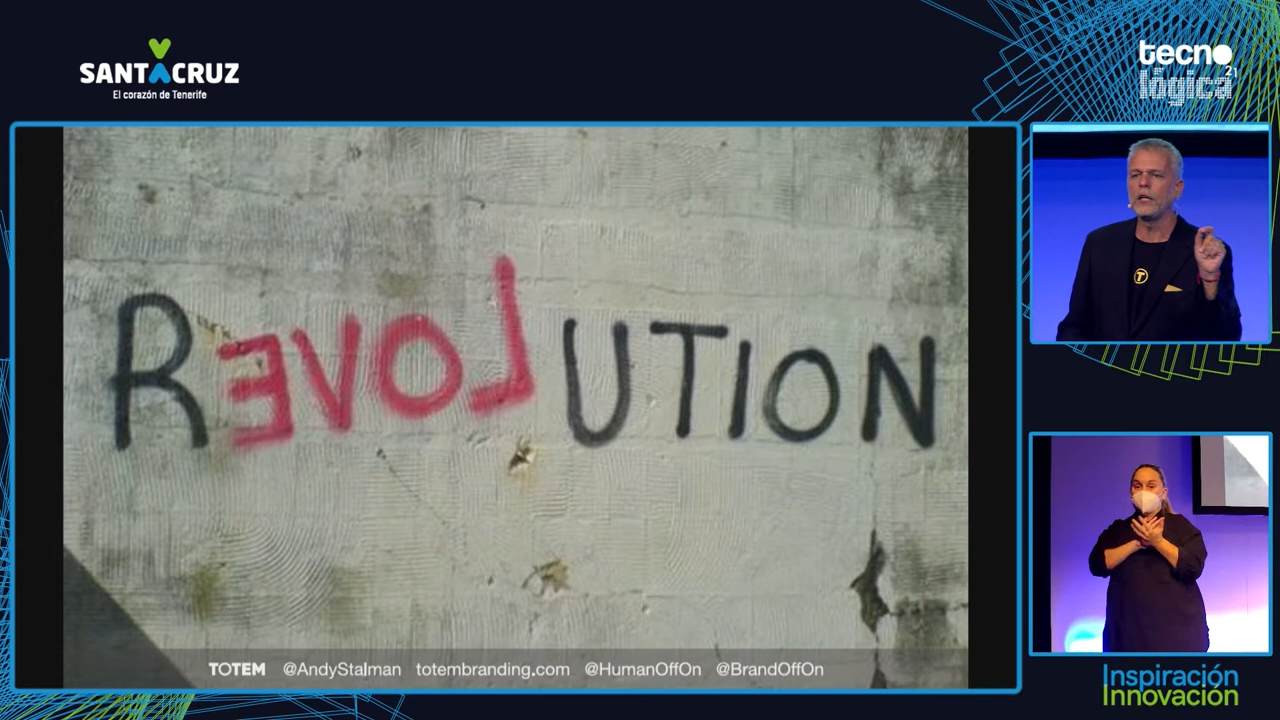 SANTACRUZ
El corazón de Tenerife
tecno
lógica 21
REVOLUTION
T
TOTEM @AndyStalman totembranding.com @HumanOffOn @BrandOffOn
Inspiración
Innovación